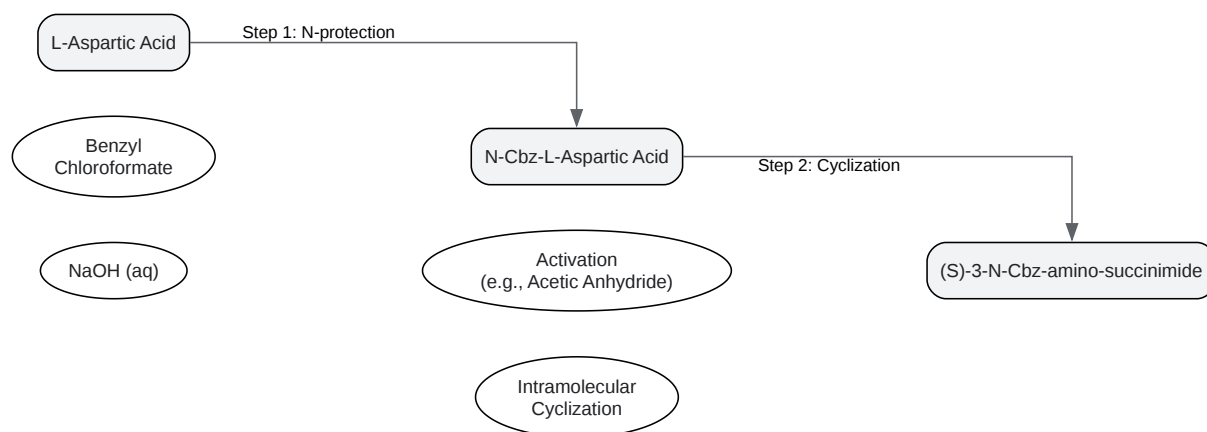 L-Aspartic Acid
Step 1: N-protection
Benzyl
Chloroformate
N-Cbz-L-Aspartic Acid
Step 2: Cyclization
NaOH (aq)
Activation
(e.g., Acetic Anhydride)
(S)-3-N-Cbz-amino-succinimide
Intramolecular
Cyclization